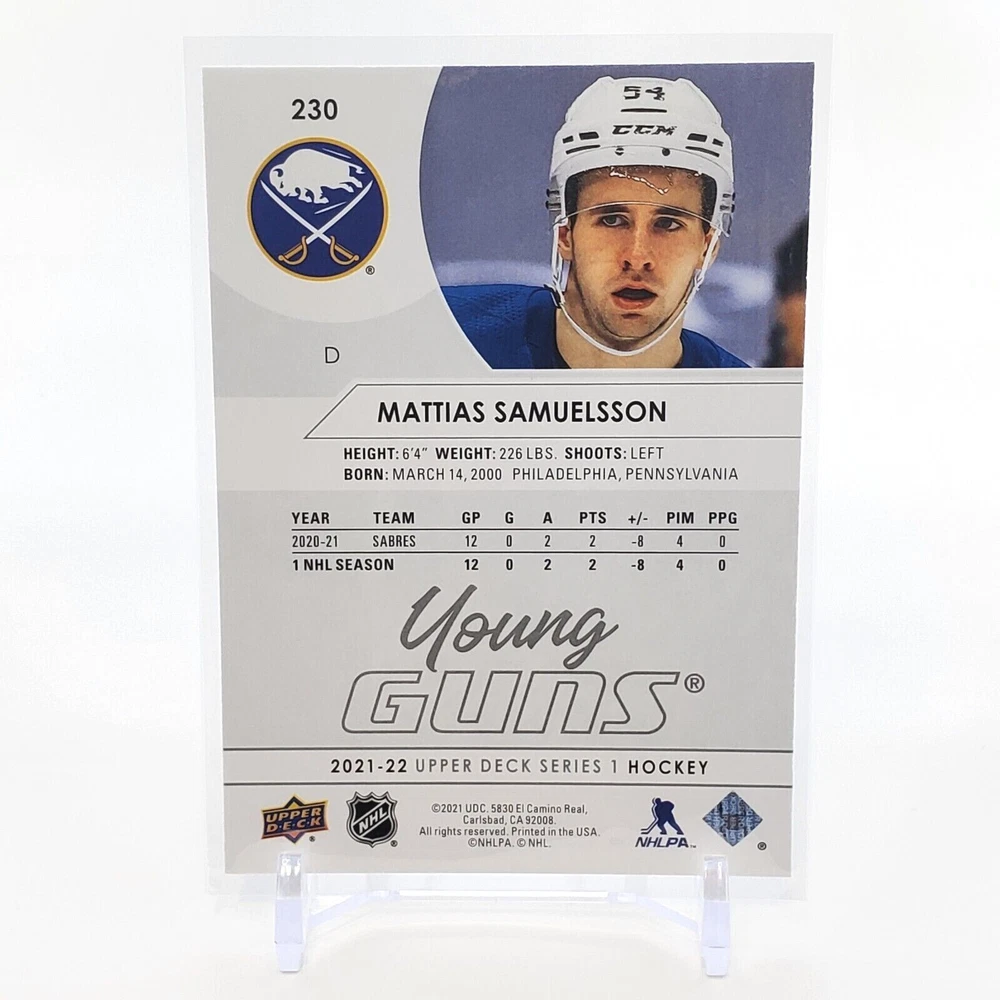 230
54
CCM
®
D
MATTIAS SAMUELSSON
HEIGHT: 6'4" WEIGHT: 226 LBS. SHOOTS: LEFT
BORN: MARCH 14, 2000 PHILADELPHIA, PENNSYLVANIA
YEAR TEAM GP G A PTS +/- PIM PPG
2020-21 SABRES 12 0 2 2 -8 4 0
1 NHL SEASON 12 0 2 2 -8 4 0
Young
GUNS®
2021-22 UPPER DECK SERIES 1 HOCKEY
UPPER DECK ®
NHL ®
©2021 UDC. 5830 El Camino Real,
Carlsbad, CA 92008.
All rights reserved. Printed in the USA.
©NHLPA. © NHL.
NHLPA™
®